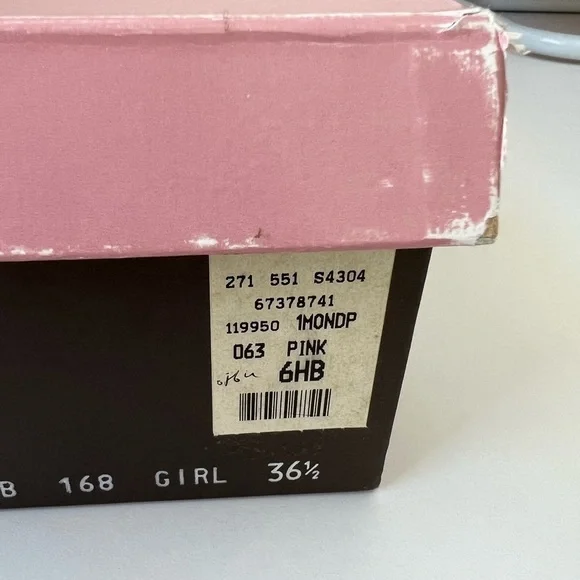 271 551 S4304
67378741
119950 1MONDP
063 PINK
6HB
B 168 GIRL 36½